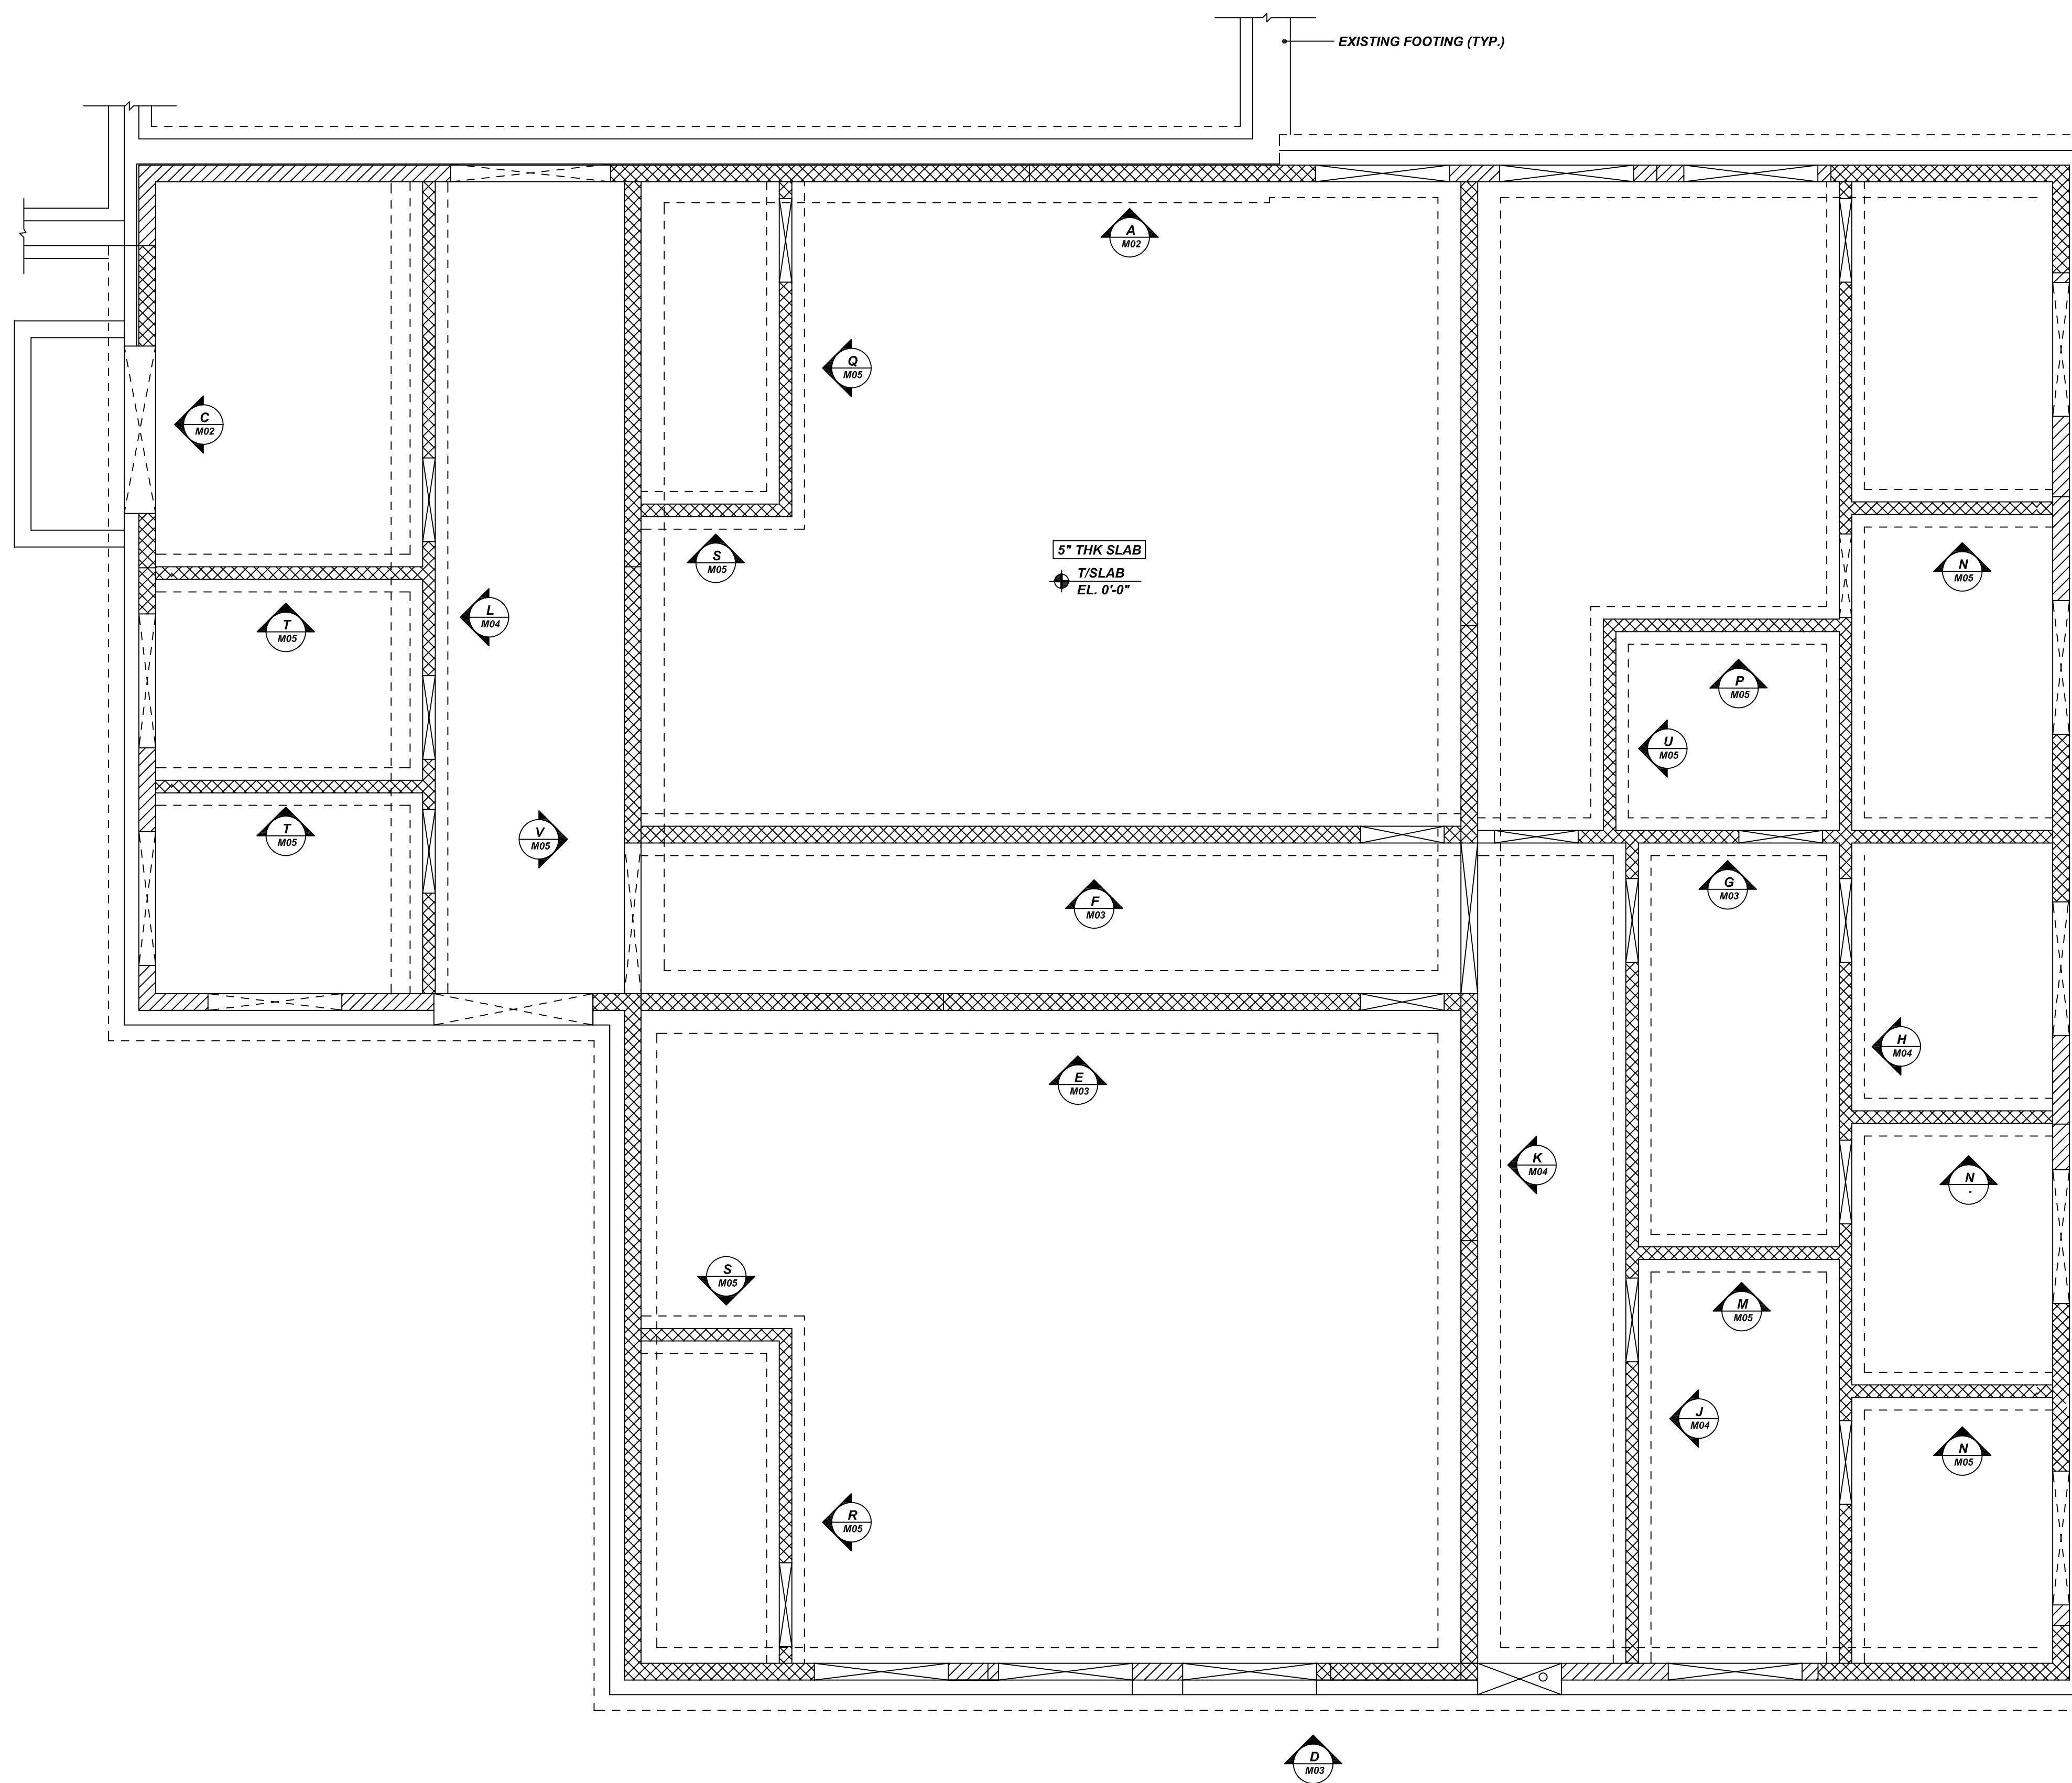 EXISTING FOOTING (TYP.)
A
M02
Q
M05
C
M02
5" THK SLAB
S
M05
T/SLAB
EL. 0'-0"
N
M05
L
M04
T
M05
P
M05
U
M05
T
M05
V
M05
G
M03
F
M03
H
M04
E
M03
K
M04
N
-
S
M05
M
M05
J
M04
N
M05
R
M05
D
M03